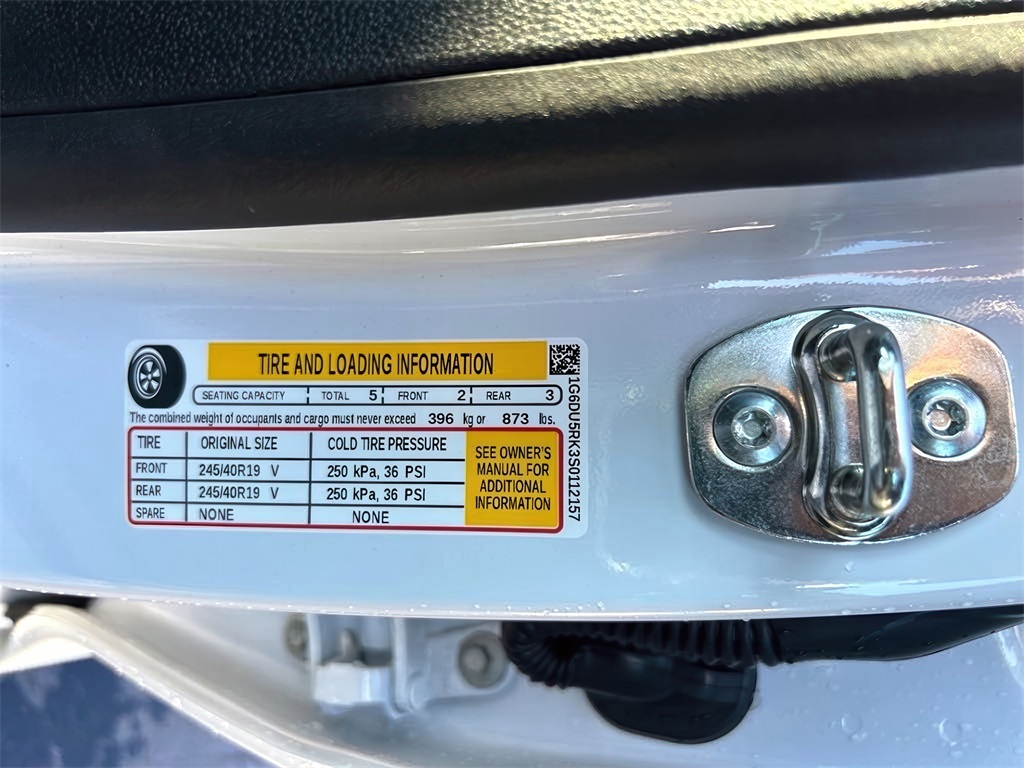 TIRE AND LOADING INFORMATION
SEATING CAPACITY TOTAL 5 FRONT 2 REAR 3
The combined weight of occupants and cargo must never exceed 396 kg or 873 lbs.
TIRE ORIGINAL SIZE COLD TIRE PRESSURE
FRONT 245/40R19 V 250 kPa, 36 PSI
REAR 245/40R19 V 250 kPa, 36 PSI
SPARE NONE NONE
SEE OWNER'S
MANUAL FOR
ADDITIONAL
INFORMATION
1G6DU5RK3S0112157